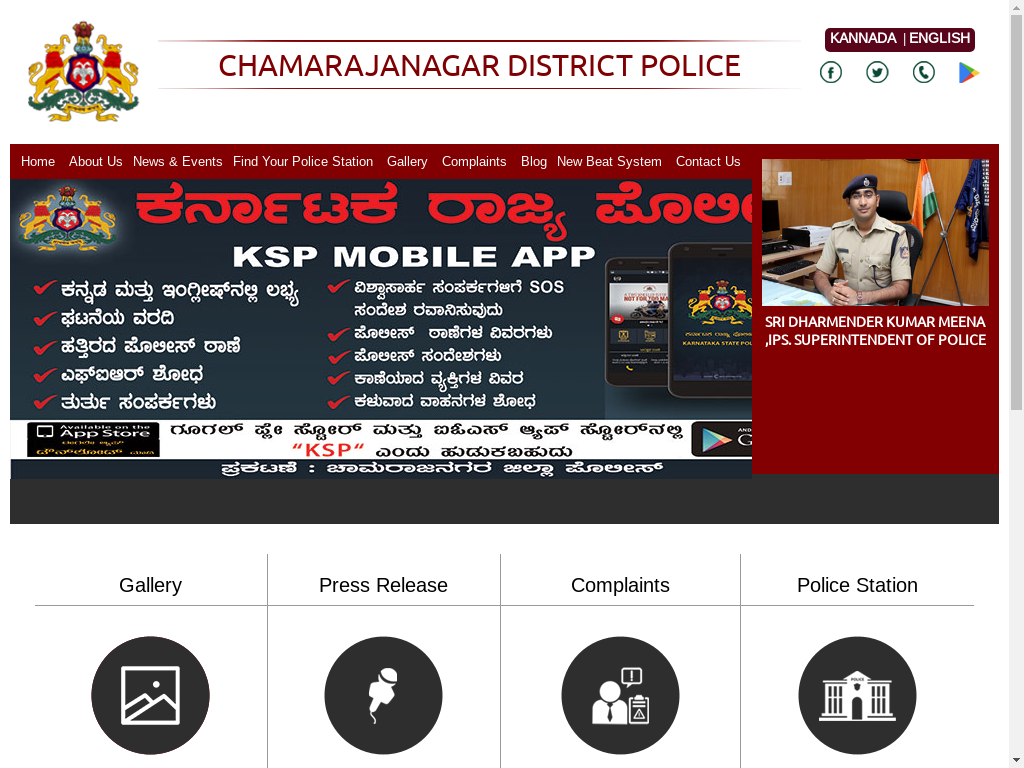 CHAMARAJANAGAR DISTRICT POLICE
KANNADA | ENGLISH
Home About Us News & Events Find Your Police Station Gallery Complaints Blog New Beat System Contact Us
ಕರ್ನಾಟಕ ರಾಜ್ಯ
KSP MOBILE APP
ಕನ್ನಡ ಮತ್ತು ಇಂಗ್ಲೀಷ್‌ನಲ್ಲಿ ಲಭ್ಯ
ಘಟನೆಯ ವರದಿ
ಹತ್ತಿರದ ಪೊಲೀಸ್ ಠಾಣೆ
ಎಫ್ಐಆರ್ ಶೋಧ
ತುರ್ತು ಸಂಪರ್ಕಗಳು
ವಿಶ್ವಾಸಾರ್ಹ ಸಂಪರ್ಕಗಳಿಗೆ SOS
ಸಂದೇಶ ರವಾನಿಸುವುದು
ಪೊಲೀಸ್ ಠಾಣೆಗಳ ವಿವರಗಳು
ಪೊಲೀಸ್ ಸಂದೇಶಗಳು
ಕಾಣೆಯಾದ ವ್ಯಕ್ತಿಗಳ ವಿವರ
ಕಳುವಾದ ವಾಹನಗಳ ಶೋಧ
KARNATAKA STATE
Available on the
App Store
ಗೂಗಲ್ ಪ್ಲೇ ಸ್ಟೋರ್ ಮತ್ತು ಐಓಎಸ್ ಆ್ಯಪ್ ಸ್ಟೋರ್‌ನಲ್ಲಿ
“KSP“ ಎಂದು ಹುಡುಕಬಹುದು
ಪ್ರಕಟಣೆ : ಚಾಮರಾಜನಗರ ಜಿಲ್ಲಾ ಪೊಲೀಸ್
SRI DHARMENDER KUMAR MEENA
,IPS. SUPERINTENDENT OF POLICE
Gallery
Press Release
Complaints
Police Station
POLICE